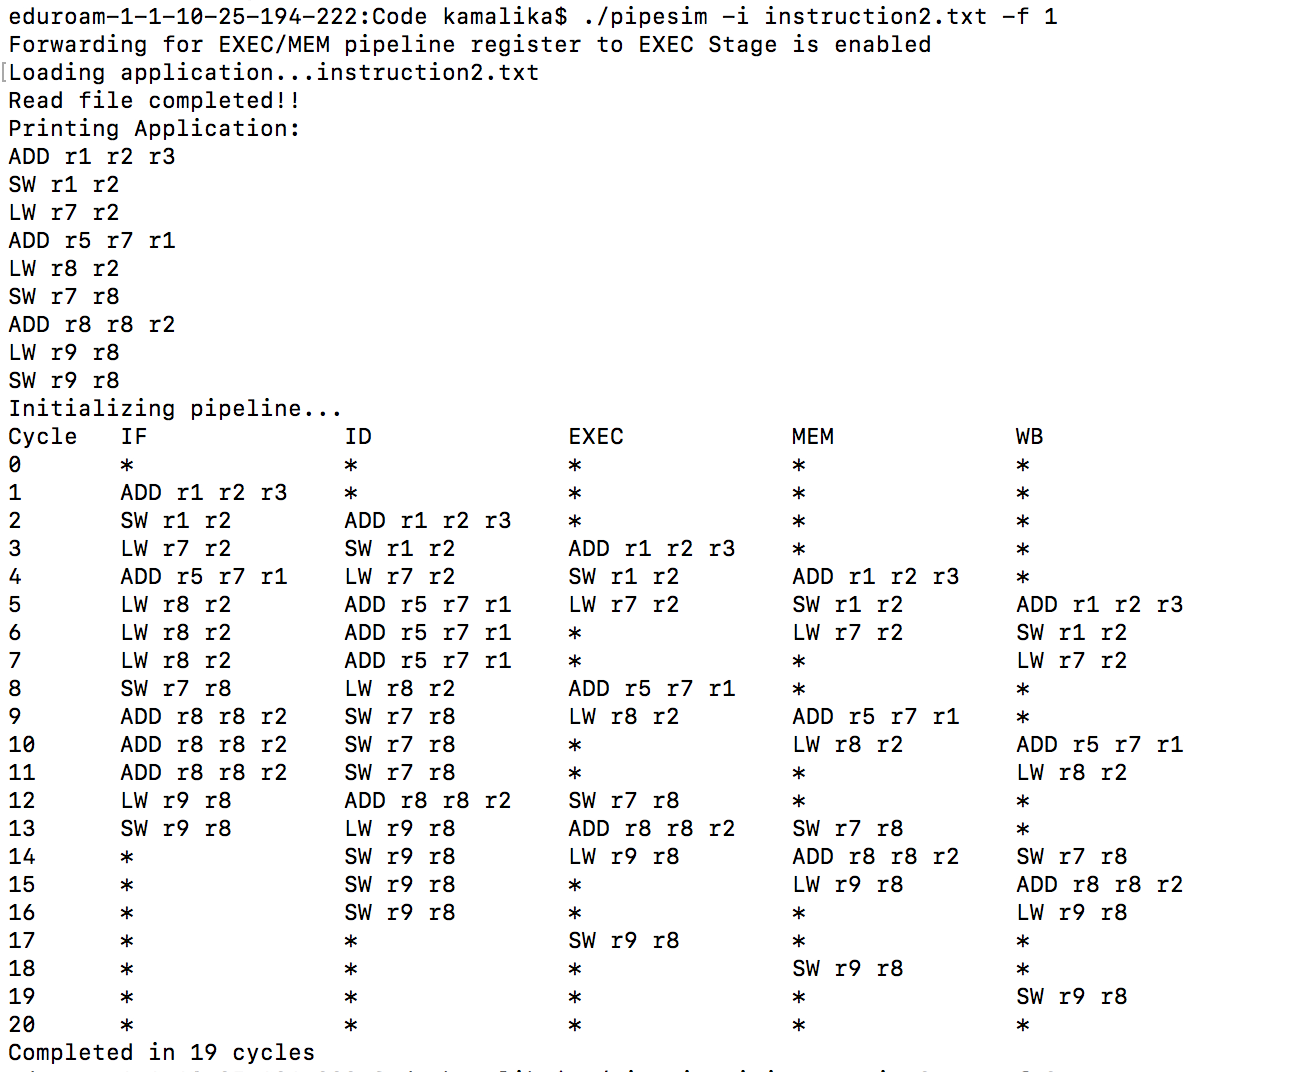 eduroam-1-1-10-25-194-222:Code kamalika$ ./pipesim -i instruction2.txt -f 1
Forwarding for EXEC/MEM pipeline register to EXEC Stage is enabled
[Loading application...instruction2.txt
Read file completed!!
Printing Application:
ADD r1 r2 r3
SW r1 r2
LW r7 r2
ADD r5 r7 r1
LW r8 r2
SW r7 r8
ADD r8 r8 r2
LW r9 r8
SW r9 r8
Initializing pipeline...
Cycle IF ID EXEC MEM WB
0 * * * * *
1 ADD r1 r2 r3 * * * *
2 SW r1 r2 ADD r1 r2 r3 * * *
3 LW r7 r2 SW r1 r2 ADD r1 r2 r3 * *
4 ADD r5 r7 r1 LW r7 r2 SW r1 r2 ADD r1 r2 r3 *
5 LW r8 r2 ADD r5 r7 r1 LW r7 r2 SW r1 r2 ADD r1 r2 r3
6 LW r8 r2 ADD r5 r7 r1 * LW r7 r2 SW r1 r2
7 LW r8 r2 ADD r5 r7 r1 * * LW r7 r2
8 SW r7 r8 LW r8 r2 ADD r5 r7 r1 * *
9 ADD r8 r8 r2 SW r7 r8 LW r8 r2 ADD r5 r7 r1 *
10 ADD r8 r8 r2 SW r7 r8 * LW r8 r2 ADD r5 r7 r1
11 ADD r8 r8 r2 SW r7 r8 * * LW r8 r2
12 LW r9 r8 ADD r8 r8 r2 SW r7 r8 * *
13 SW r9 r8 LW r9 r8 ADD r8 r8 r2 SW r7 r8 *
14 * SW r9 r8 LW r9 r8 ADD r8 r8 r2 SW r7 r8
15 * SW r9 r8 * LW r9 r8 ADD r8 r8 r2
16 * SW r9 r8 * * LW r9 r8
17 * * SW r9 r8 * *
18 * * * SW r9 r8 *
19 * * * * SW r9 r8
20 * * * * *
Completed in 19 cycles